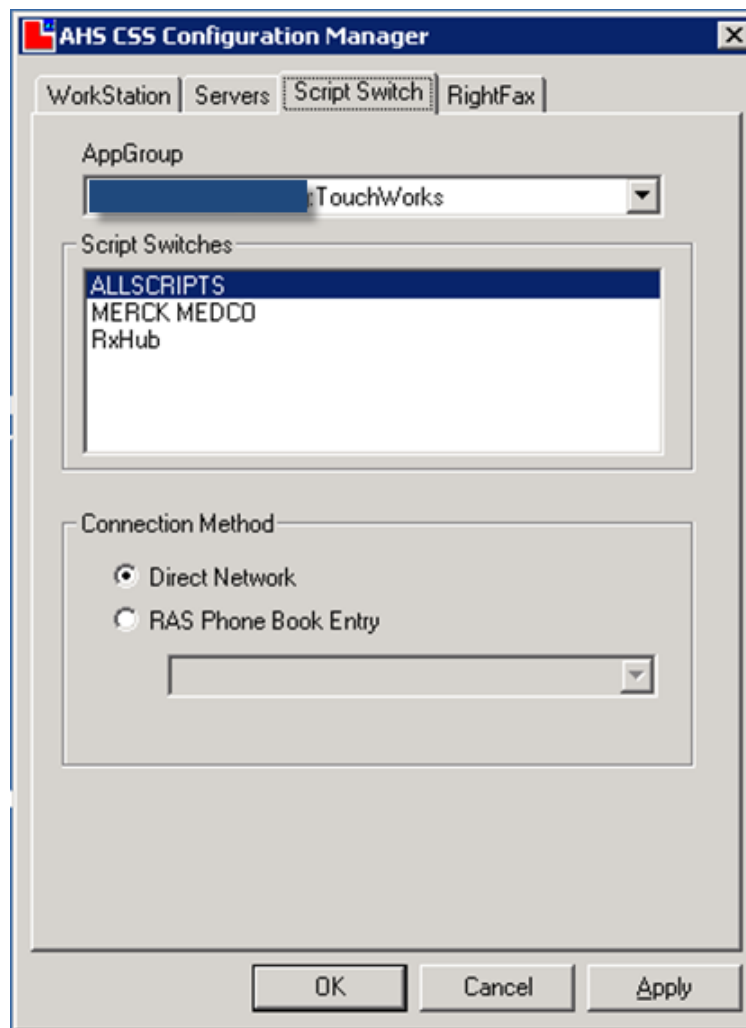 AHS CSS Configuration Manager
WorkStation Servers Script Switch RightFax
AppGroup
:TouchWorks
Script Switches
ALLSCRIPTS
MERCK MEDCO
RxHub
Connection Method
Direct Network
RAS Phone Book Entry
OK Cancel Apply